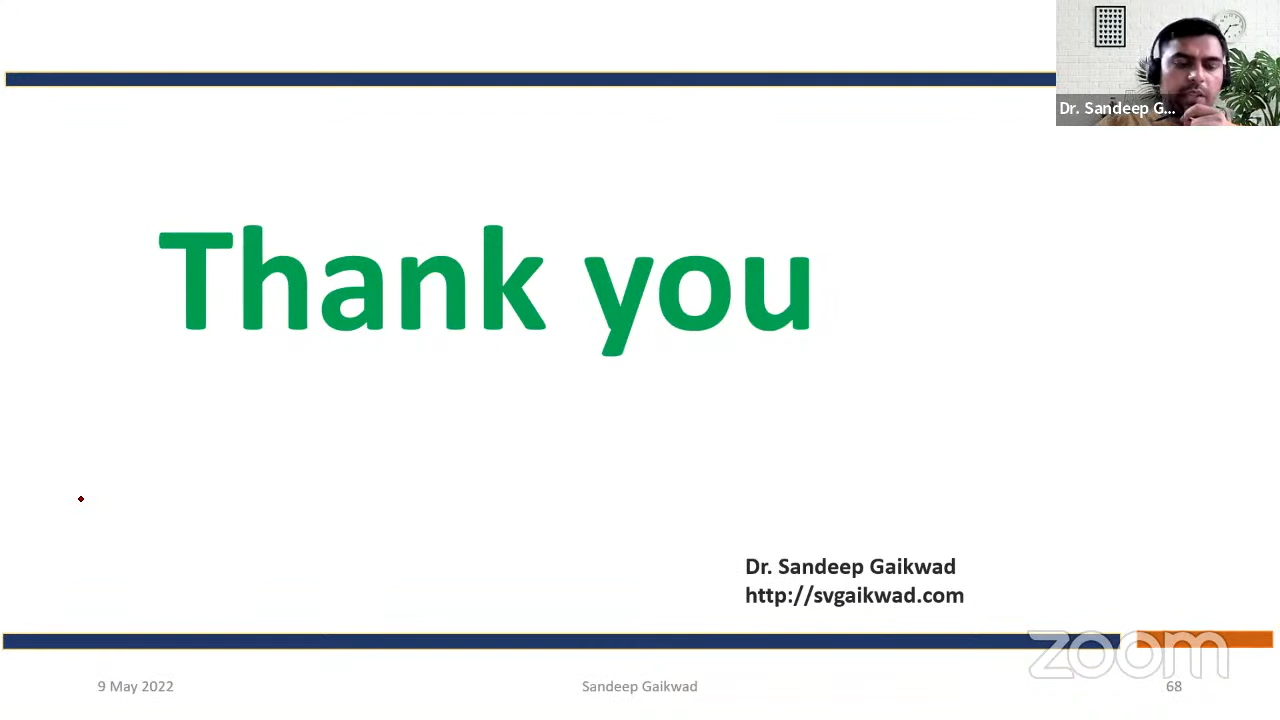 Dr. Sandeep G...
Thank you
Dr. Sandeep Gaikwad
http://svgaikwad.com
zoom
9 May 2022
Sandeep Gaikwad
68